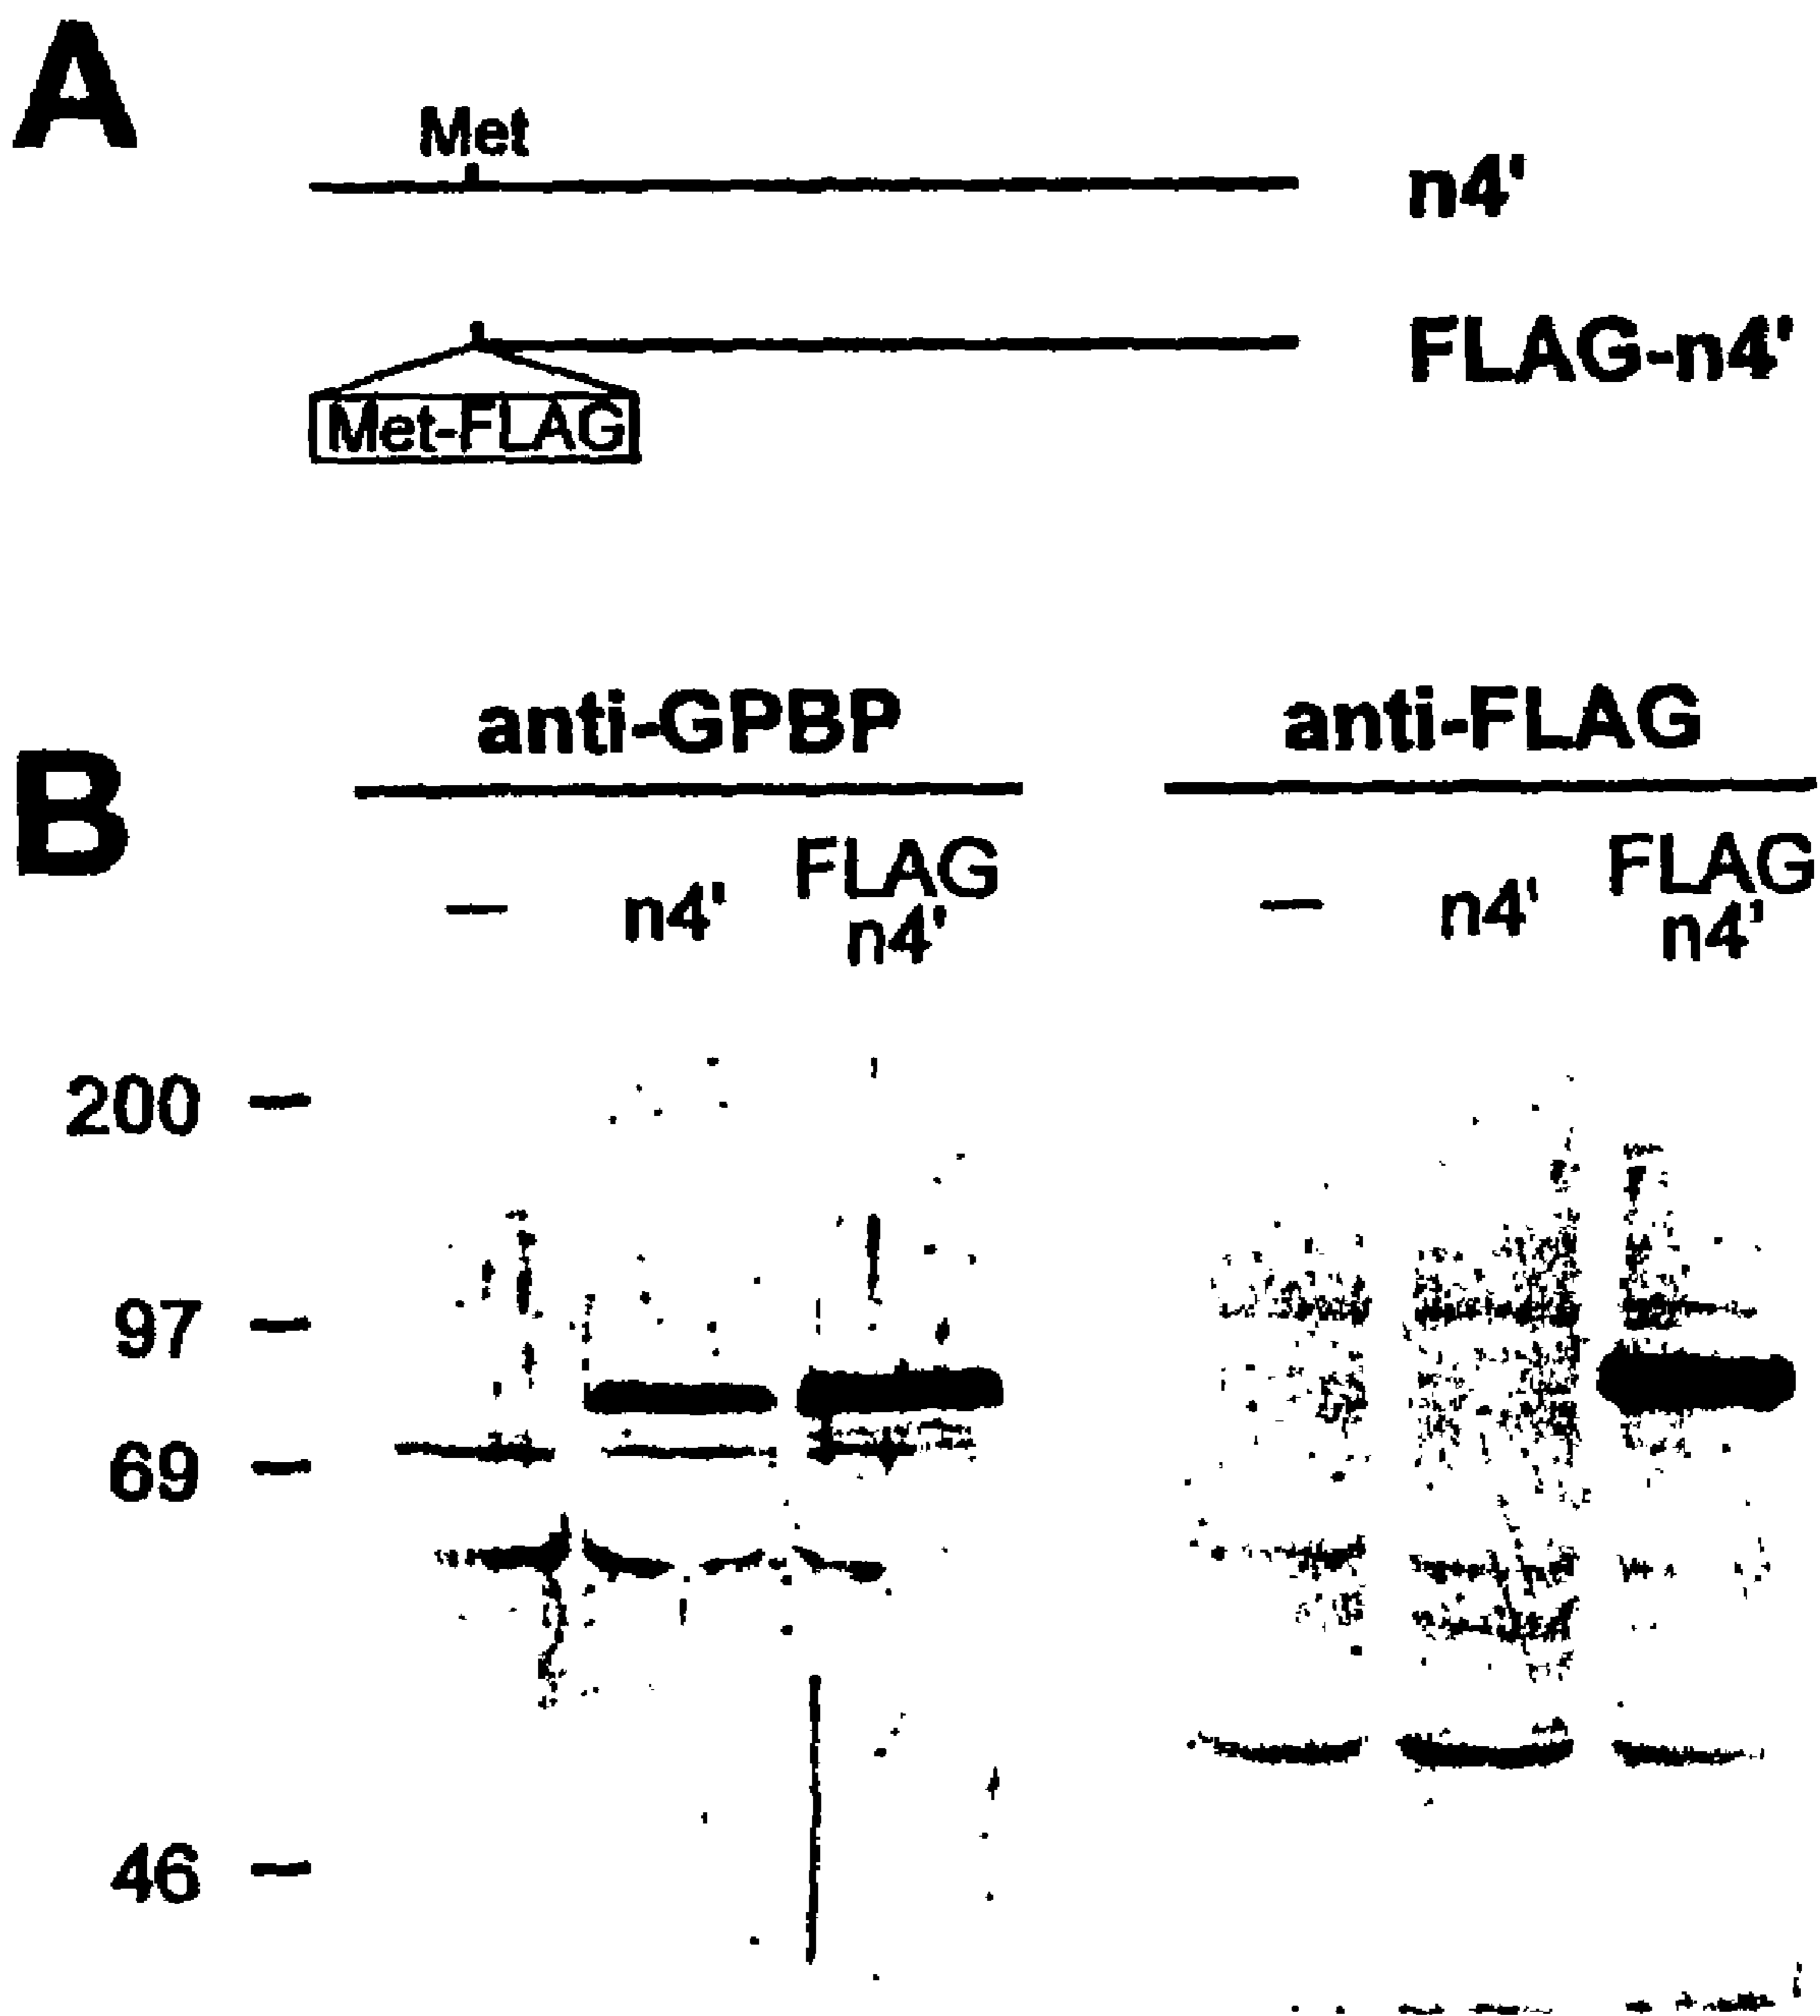 A
Met
n4'
FLAG-n4'
Met-FLAG
B
anti-GPBP anti-FLAG
– n4' FLAG n4' – n4' FLAG n4'
200 –
97 –
69 –
46 –